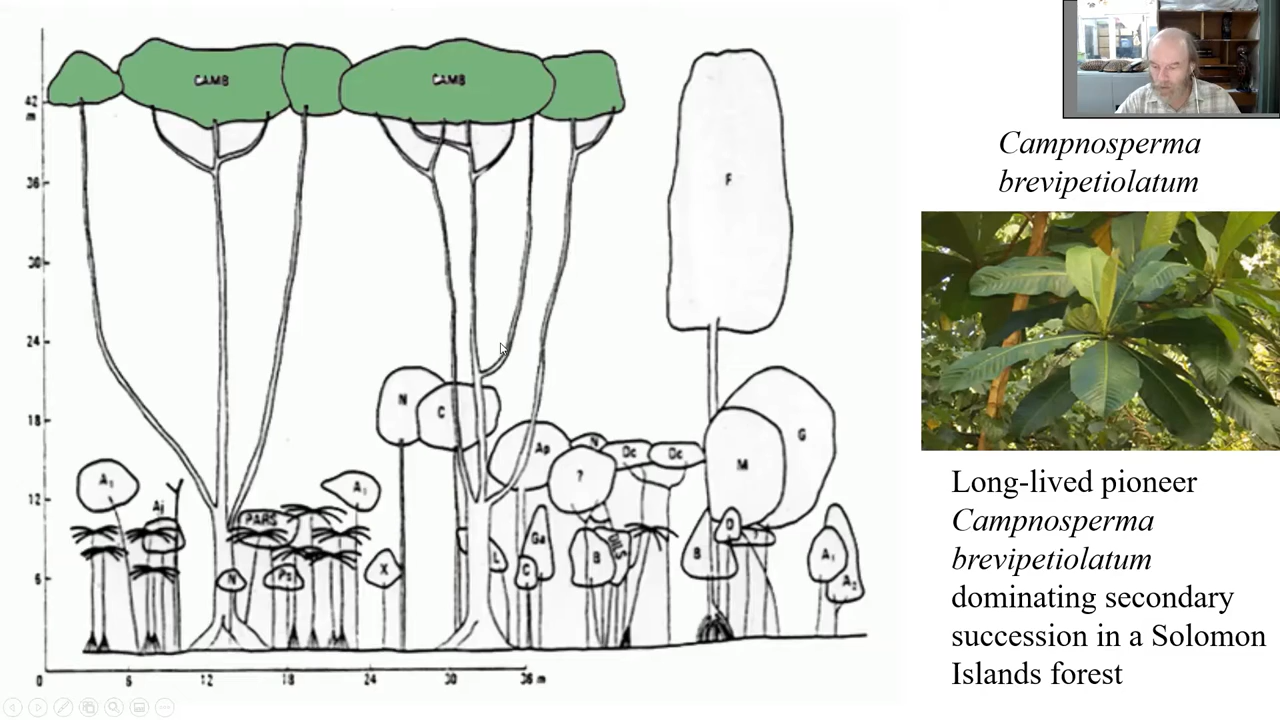 Campnosperma
brevipetiolatum
Long-lived pioneer
Campnosperma
brevipetiolatum
dominating secondary
succession in a Solomon
Islands forest
CAMB
CAMB
F
42
m
36
30
24
18
12
6
N
C
Ap
N
Dc
Dc
?
M
G
A₁
Aj
PARS
A₁
N
X
L
C
Ga
B
B
D
?
A₁
A₂
0
6
12
18
24
30
36 m